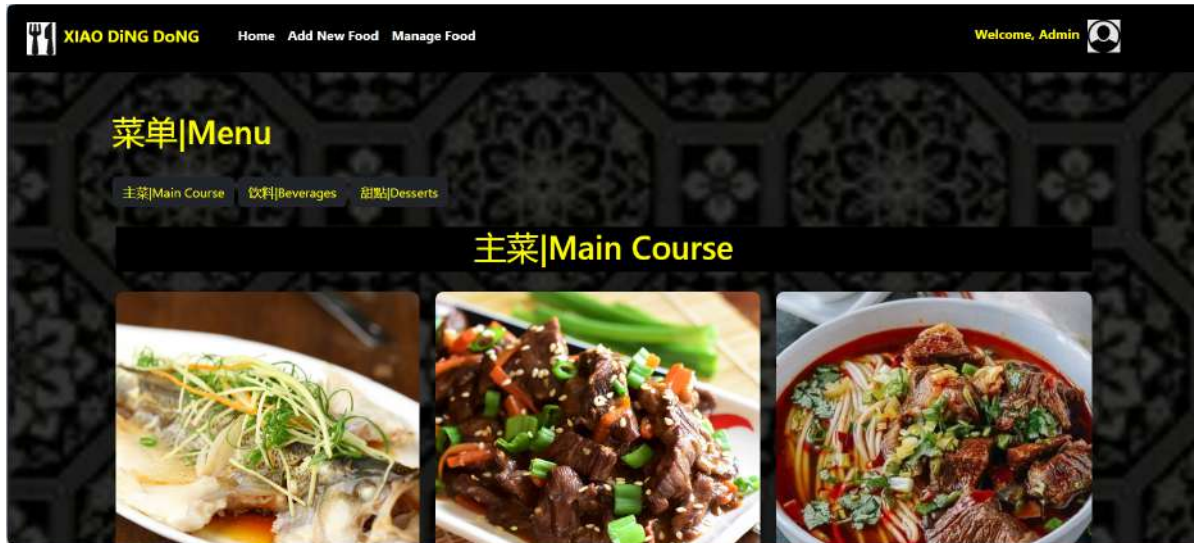 XIAO DiNG DoNG Home Add New Food Manage Food Welcome, Admin
菜单|Menu
主菜|Main Course 饮料|Beverages 甜點|Desserts
主菜|Main Course